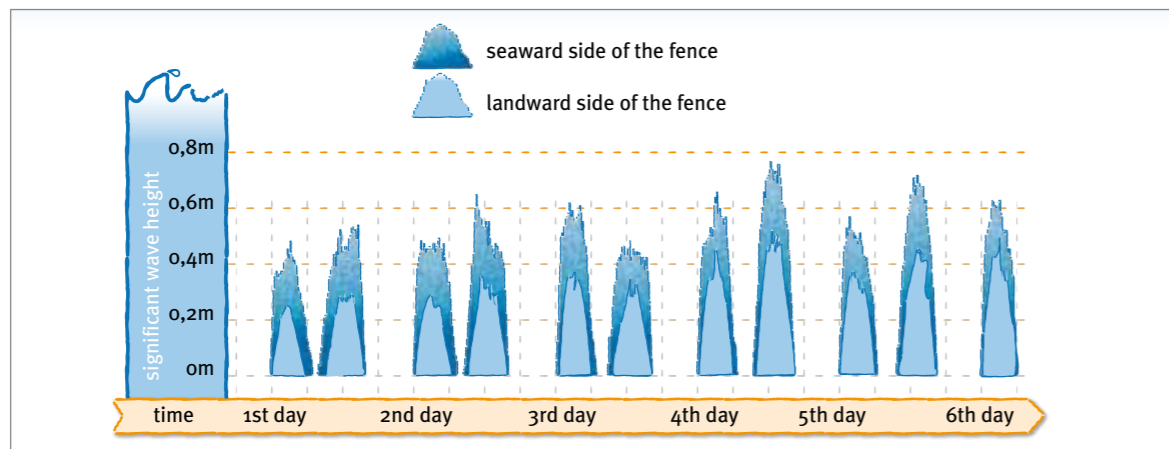 seaward side of the fence
landward side of the fence
significant wave height
0,8m
0,6m
0,4m
0,2m
0m
time 1st day 2nd day 3rd day 4th day 5th day 6th day